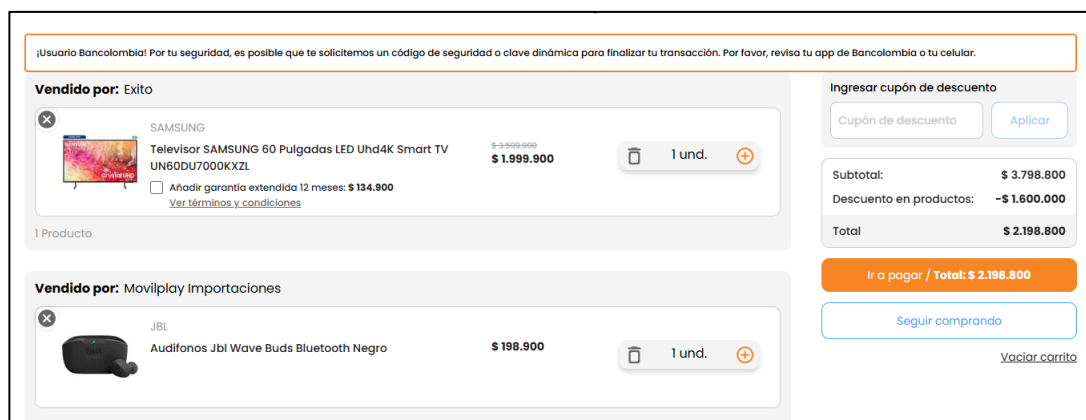 ¡Usuario Bancolombia! Por tu seguridad, es posible que te solicitemos un código de seguridad o clave dinámica para finalizar tu transacción. Por favor, revisa tu app de Bancolombia o tu celular.
Vendido por: Exito
SAMSUNG
Televisor SAMSUNG 60 Pulgadas LED Uhd4K Smart TV
UN60DU7000KXZL
Añadir garantía extendida 12 meses: $ 134.900
Ver términos y condiciones
$ 3.599.900
$ 1.999.900
1 und.
1 Producto
Vendido por: Movilplay Importaciones
JBL
Audifonos Jbl Wave Buds Bluetooth Negro
$ 198.900
1 und.
Ingresar cupón de descuento
Cupón de descuento
Aplicar
Subtotal: $ 3.798.800
Descuento en productos: -$ 1.600.000
Total $ 2.198.800
Ir a pagar / Total: $ 2.198.800
Seguir comprando
Vaciar carrito